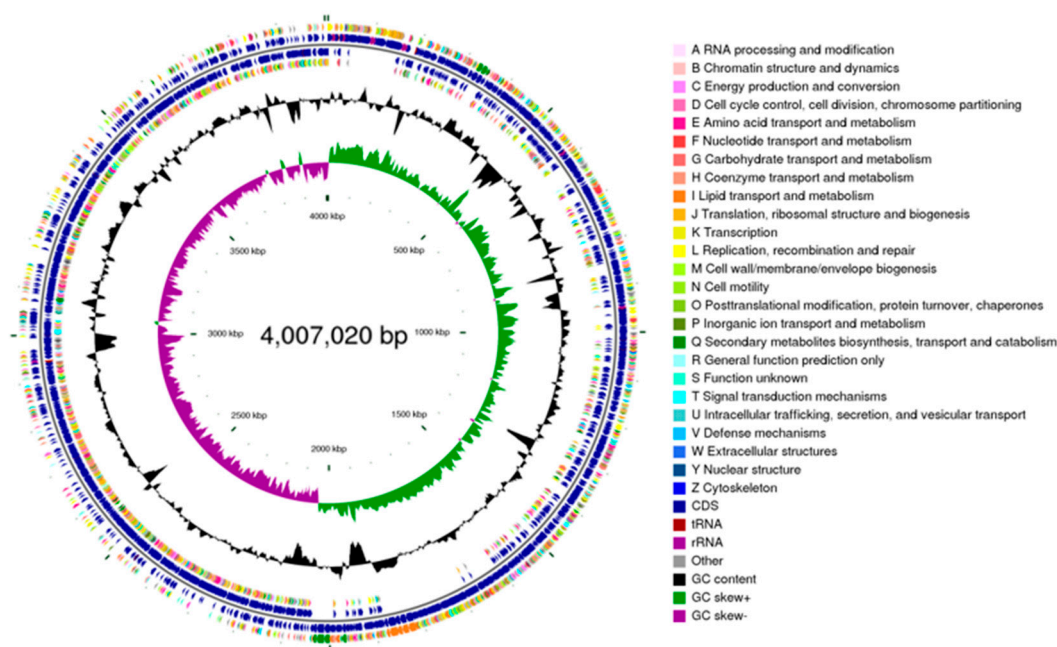 4000 kbp
500 kbp
3500 kbp
1000 kbp
3000 kbp
4,007,020 bp
1500 kbp
2500 kbp
2000 kbp
A RNA processing and modification
B Chromatin structure and dynamics
C Energy production and conversion
D Cell cycle control, cell division, chromosome partitioning
E Amino acid transport and metabolism
F Nucleotide transport and metabolism
G Carbohydrate transport and metabolism
H Coenzyme transport and metabolism
I Lipid transport and metabolism
J Translation, ribosomal structure and biogenesis
K Transcription
L Replication, recombination and repair
M Cell wall/membrane/envelope biogenesis
N Cell motility
O Posttranslational modification, protein turnover, chaperones
P Inorganic ion transport and metabolism
Q Secondary metabolites biosynthesis, transport and catabolism
R General function prediction only
S Function unknown
T Signal transduction mechanisms
U Intracellular trafficking, secretion, and vesicular transport
V Defense mechanisms
W Extracellular structures
Y Nuclear structure
Z Cytoskeleton
CDS
tRNA
rRNA
Other
GC content
GC skew+
GC skew-